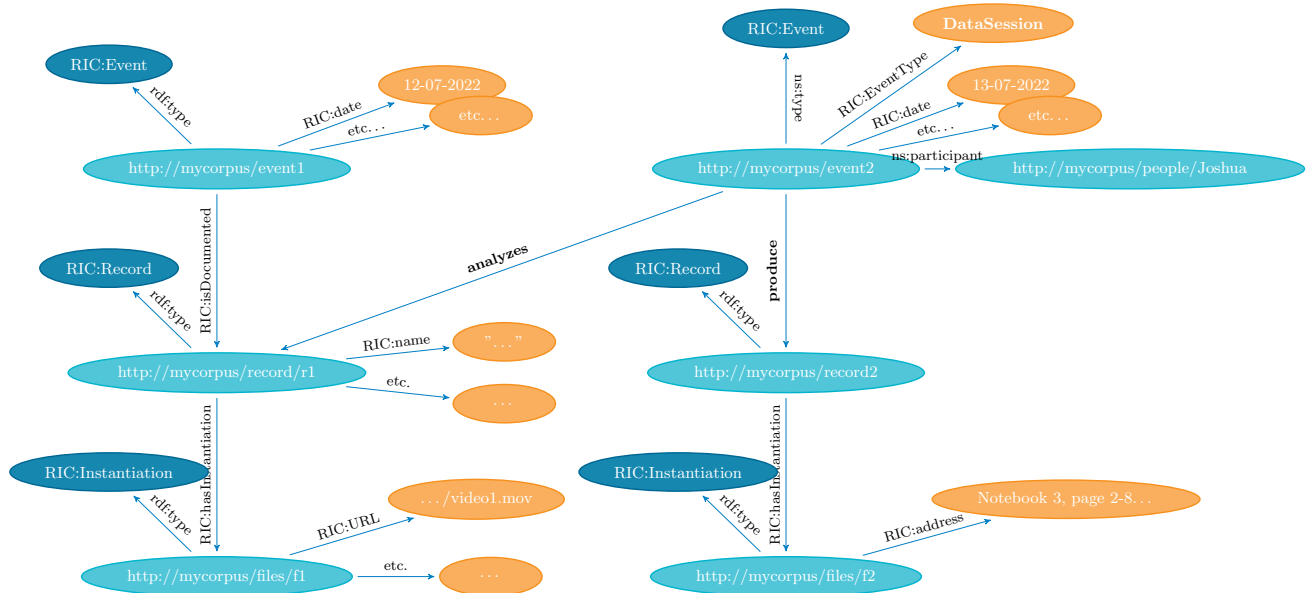 RIC:Event
DataSession
RIC:Event
12-07-2022
13-07-2022
etc...
etc...
rdf:type
RIC:date
etc...
ns:type
RIC:EventType
RIC:date
etc...
ns:participant
http://mycorpus/event1
http://mycorpus/event2
http://mycorpus/people/Joshua
RIC:isDocumented
analyzes
produce
RIC:Record
RIC:Record
rdf:type
rdf:type
RIC:name
"..."
http://mycorpus/record/r1
http://mycorpus/record2
etc.
...
RIC:hasInstantiation
RIC:hasInstantiation
RIC:Instantiation
RIC:Instantiation
rdf:type
rdf:type
RIC:URL
.../video1.mov
RIC:address
Notebook 3, page 2-8...
http://mycorpus/files/f1
etc.
...
http://mycorpus/files/f2